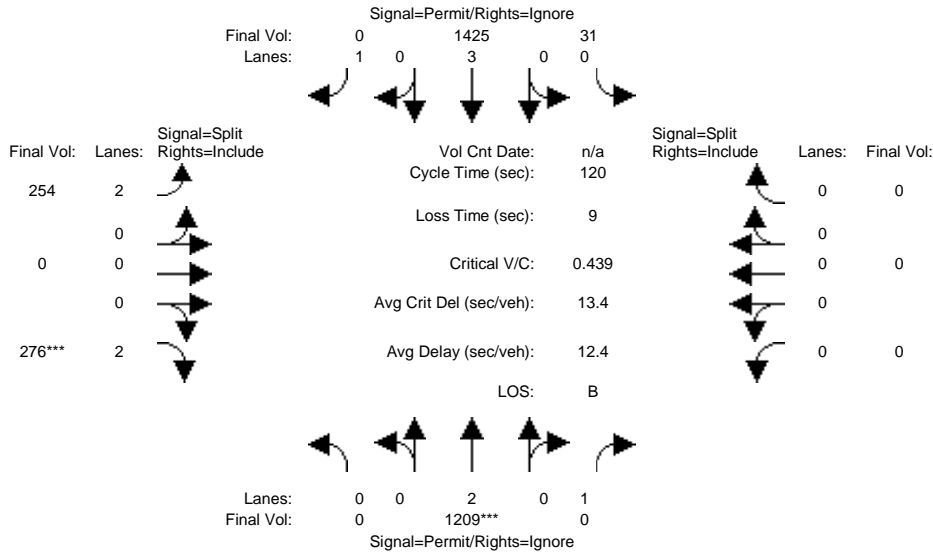 Signal=Permit/Rights=Ignore
Final Vol: 0 1425 31
Lanes: 1 0 3 0 0
Signal=Split
Final Vol: Lanes: Rights=Include
Vol Cnt Date: n/a
Signal=Split
Rights=Include Lanes: Final Vol:
Cycle Time (sec): 120
254 2 0 0
Loss Time (sec): 9
0 0
0 0 Critical V/C: 0.439 0 0
0 Avg Crit Del (sec/veh): 13.4 0
276*** 2 Avg Delay (sec/veh): 12.4 0 0
LOS: B
Lanes: 0 0 2 0 1
Final Vol: 0 1209*** 0
Signal=Permit/Rights=Ignore